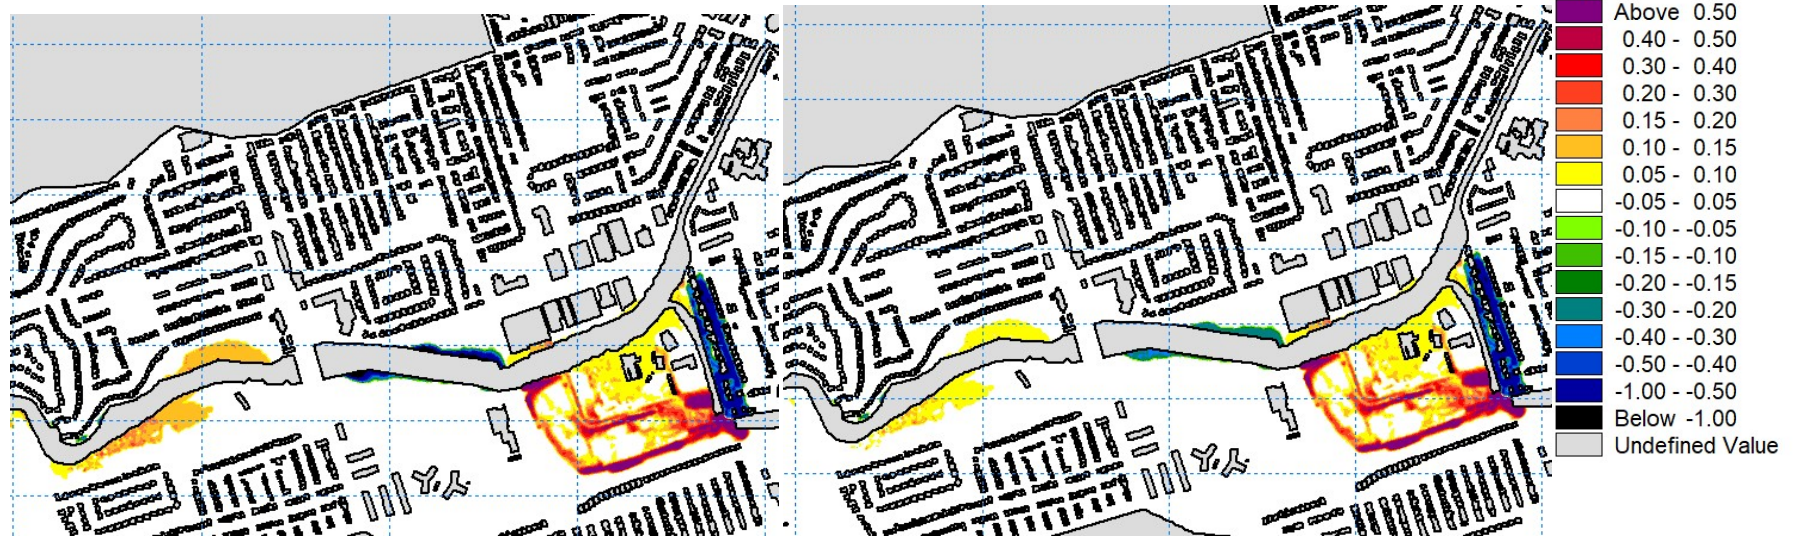 Above 0.50
0.40 - 0.50
0.30 - 0.40
0.20 - 0.30
0.15 - 0.20
0.10 - 0.15
0.05 - 0.10
-0.05 - 0.05
-0.10 - -0.05
-0.15 - -0.10
-0.20 - -0.15
-0.30 - -0.20
-0.40 - -0.30
-0.50 - -0.40
-1.00 - -0.50
Below -1.00
Undefined Value